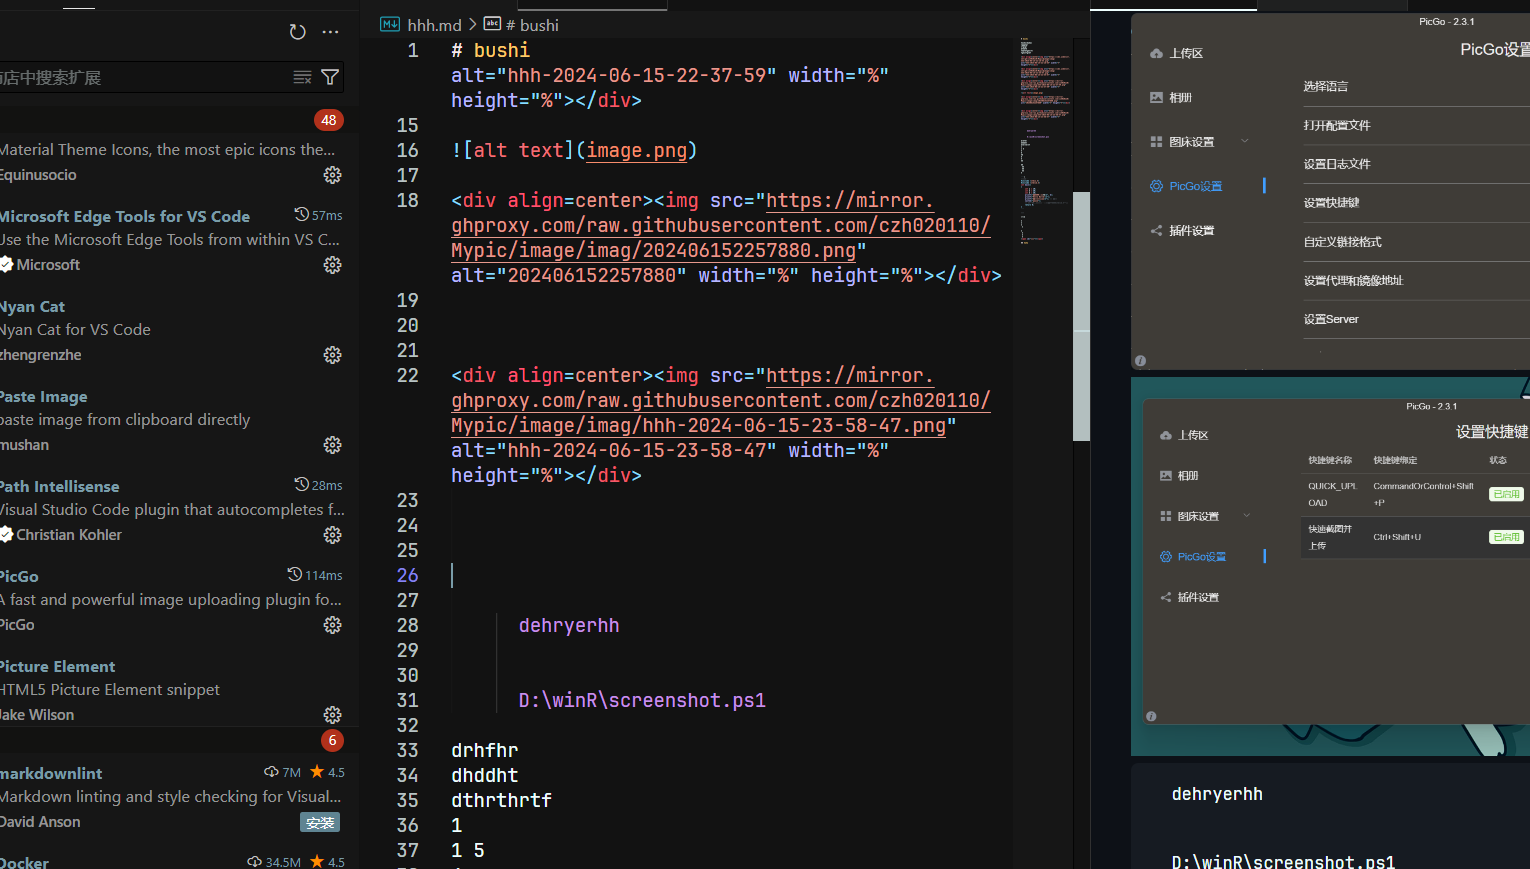 店中搜索扩展
48
Material Theme Icons, the most epic icons the...
Equinusocio
Microsoft Edge Tools for VS Code
57ms
Use the Microsoft Edge Tools from within VS C...
Microsoft
Nyan Cat
Nyan Cat for VS Code
zhengrenzhe
Paste Image
paste image from clipboard directly
mushan
Path Intellisense
28ms
Visual Studio Code plugin that autocompletes f...
Christian Kohler
PicGo
114ms
A fast and powerful image uploading plugin fo...
PicGo
Picture Element
HTML5 Picture Element snippet
Jake Wilson
6
markdownlint
7M
4.5
Markdown linting and style checking for Visual...
David Anson
安装
Docker
34.5M
4.5
hhh.md
abc
# bushi
1
# bushi
alt="hhh-2024-06-15-22-37-59" width="%"
height="%"></div>
15
16
![alt text](image.png)
17
18
<div align=center><img src="https://mirror.
ghproxy.com/raw.githubusercontent.com/czh020110/
Mypic/image/imag/202406152257880.png"
alt="202406152257880" width="%" height="%"></div>
19
20
21
22
<div align=center><img src="https://mirror.
ghproxy.com/raw.githubusercontent.com/czh020110/
Mypic/image/imag/hhh-2024-06-15-23-58-47.png"
alt="hhh-2024-06-15-23-58-47" width="%"
height="%"></div>
23
24
25
26
27
28
dehryerhh
29
30
31
D:\winR\screenshot.ps1
32
33
drhfhr
34
dhddht
35
dthrthrtf
36
1
37
1 5
PicGo - 2.3.1
上传区
相册
图床设置
PicGo设置
插件设置
PicGo设置
选择语言
打开配置文件
设置日志文件
设置快捷键
自定义链接格式
设置代理和镜像地址
设置Server
PicGo - 2.3.1
上传区
相册
图床设置
PicGo设置
插件设置
设置快捷键
快捷键名称
快捷键绑定
状态
QUICK_UPL
OAD
CommandOrControl+Shift
+P
已启用
快速截图并
上传
Ctrl+Shift+U
已启用
dehryerhh
D:\winR\screenshot.ps1